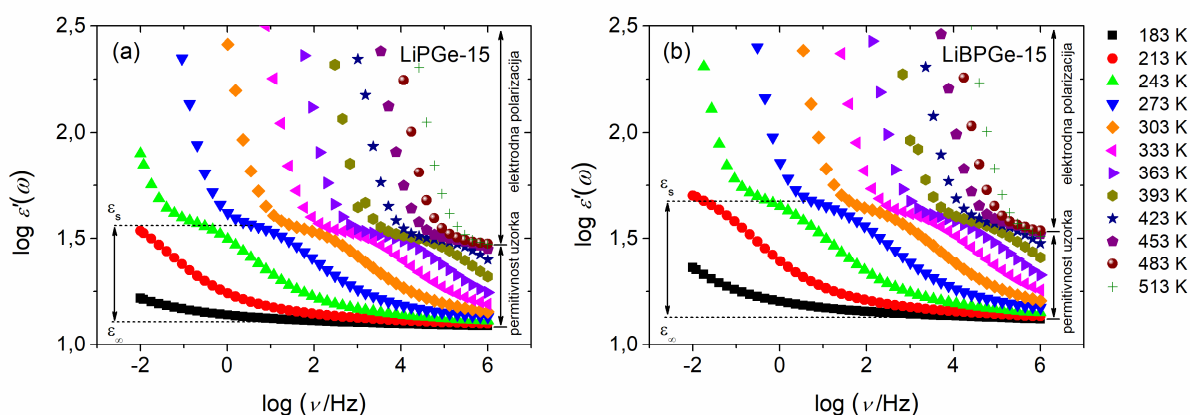 (a)
LiPGe-15
log ε'(ω)
2,5
2,0
1,5
1,0
-2
0
2
4
6
log (ν/Hz)
εs
ε∞
elektrodna polarizacija
permitivnost uzorka
(b)
LiBPGe-15
log ε'(ω)
2,5
2,0
1,5
1,0
-2
0
2
4
6
log (ν/Hz)
εs
ε∞
elektrodna polarizacija
permitivnost uzorka
183 K
213 K
243 K
273 K
303 K
333 K
363 K
393 K
423 K
453 K
483 K
513 K